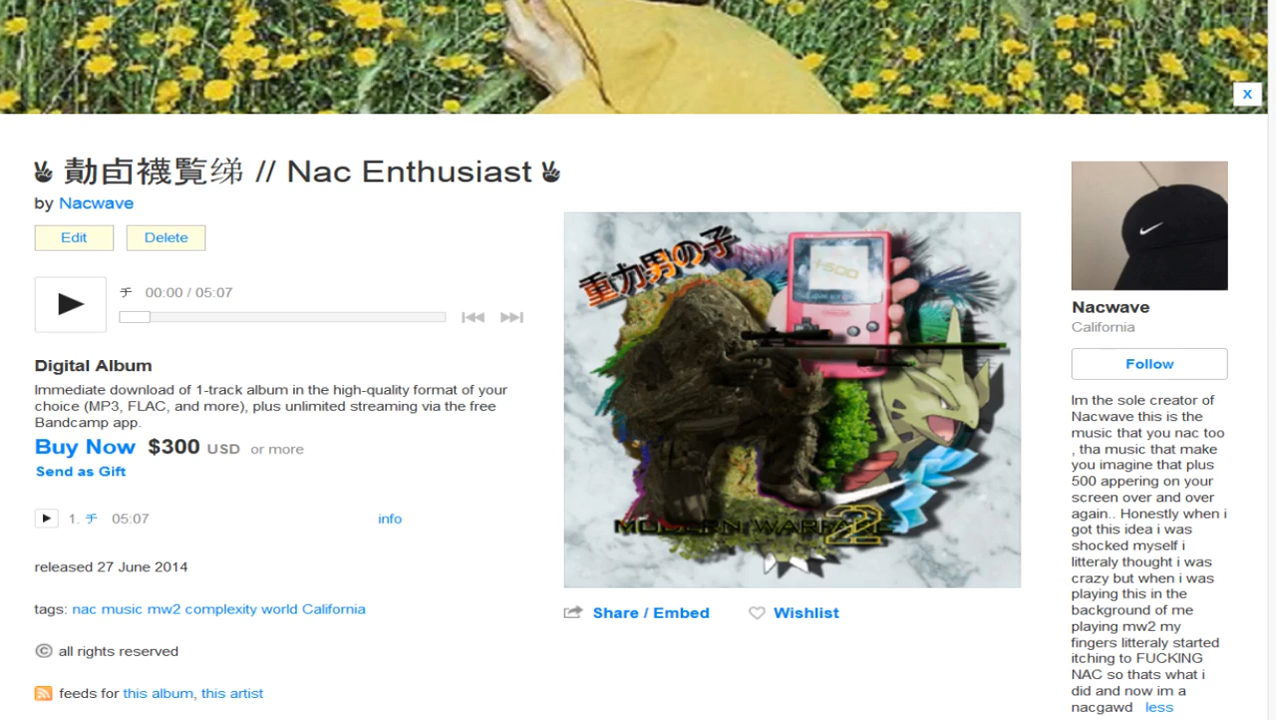 X
✌ 勣卣襪覧绨 // Nac Enthusiast ✌
by Nacwave
Edit Delete
チ 00:00 / 05:07
Digital Album
Immediate download of 1-track album in the high-quality format of your
choice (MP3, FLAC, and more), plus unlimited streaming via the free
Bandcamp app.
Buy Now $300 USD or more
Send as Gift
1. チ 05:07 info
released 27 June 2014
tags: nac music mw2 complexity world California
© all rights reserved
feeds for this album, this artist
重力男の子
+500
MODERN WARFARE 2
Share / Embed Wishlist
Nacwave
California
Follow
Im the sole creator of
Nacwave this is the
music that you nac too
, tha music that make
you imagine that plus
500 appering on your
screen over and over
again.. Honestly when i
got this idea i was
shocked myself i
litteraly thought i was
crazy but when i was
playing this in the
background of me
playing mw2 my
fingers litteraly started
itching to FUCKING
NAC so thats what i
did and now im a
nacgawd less